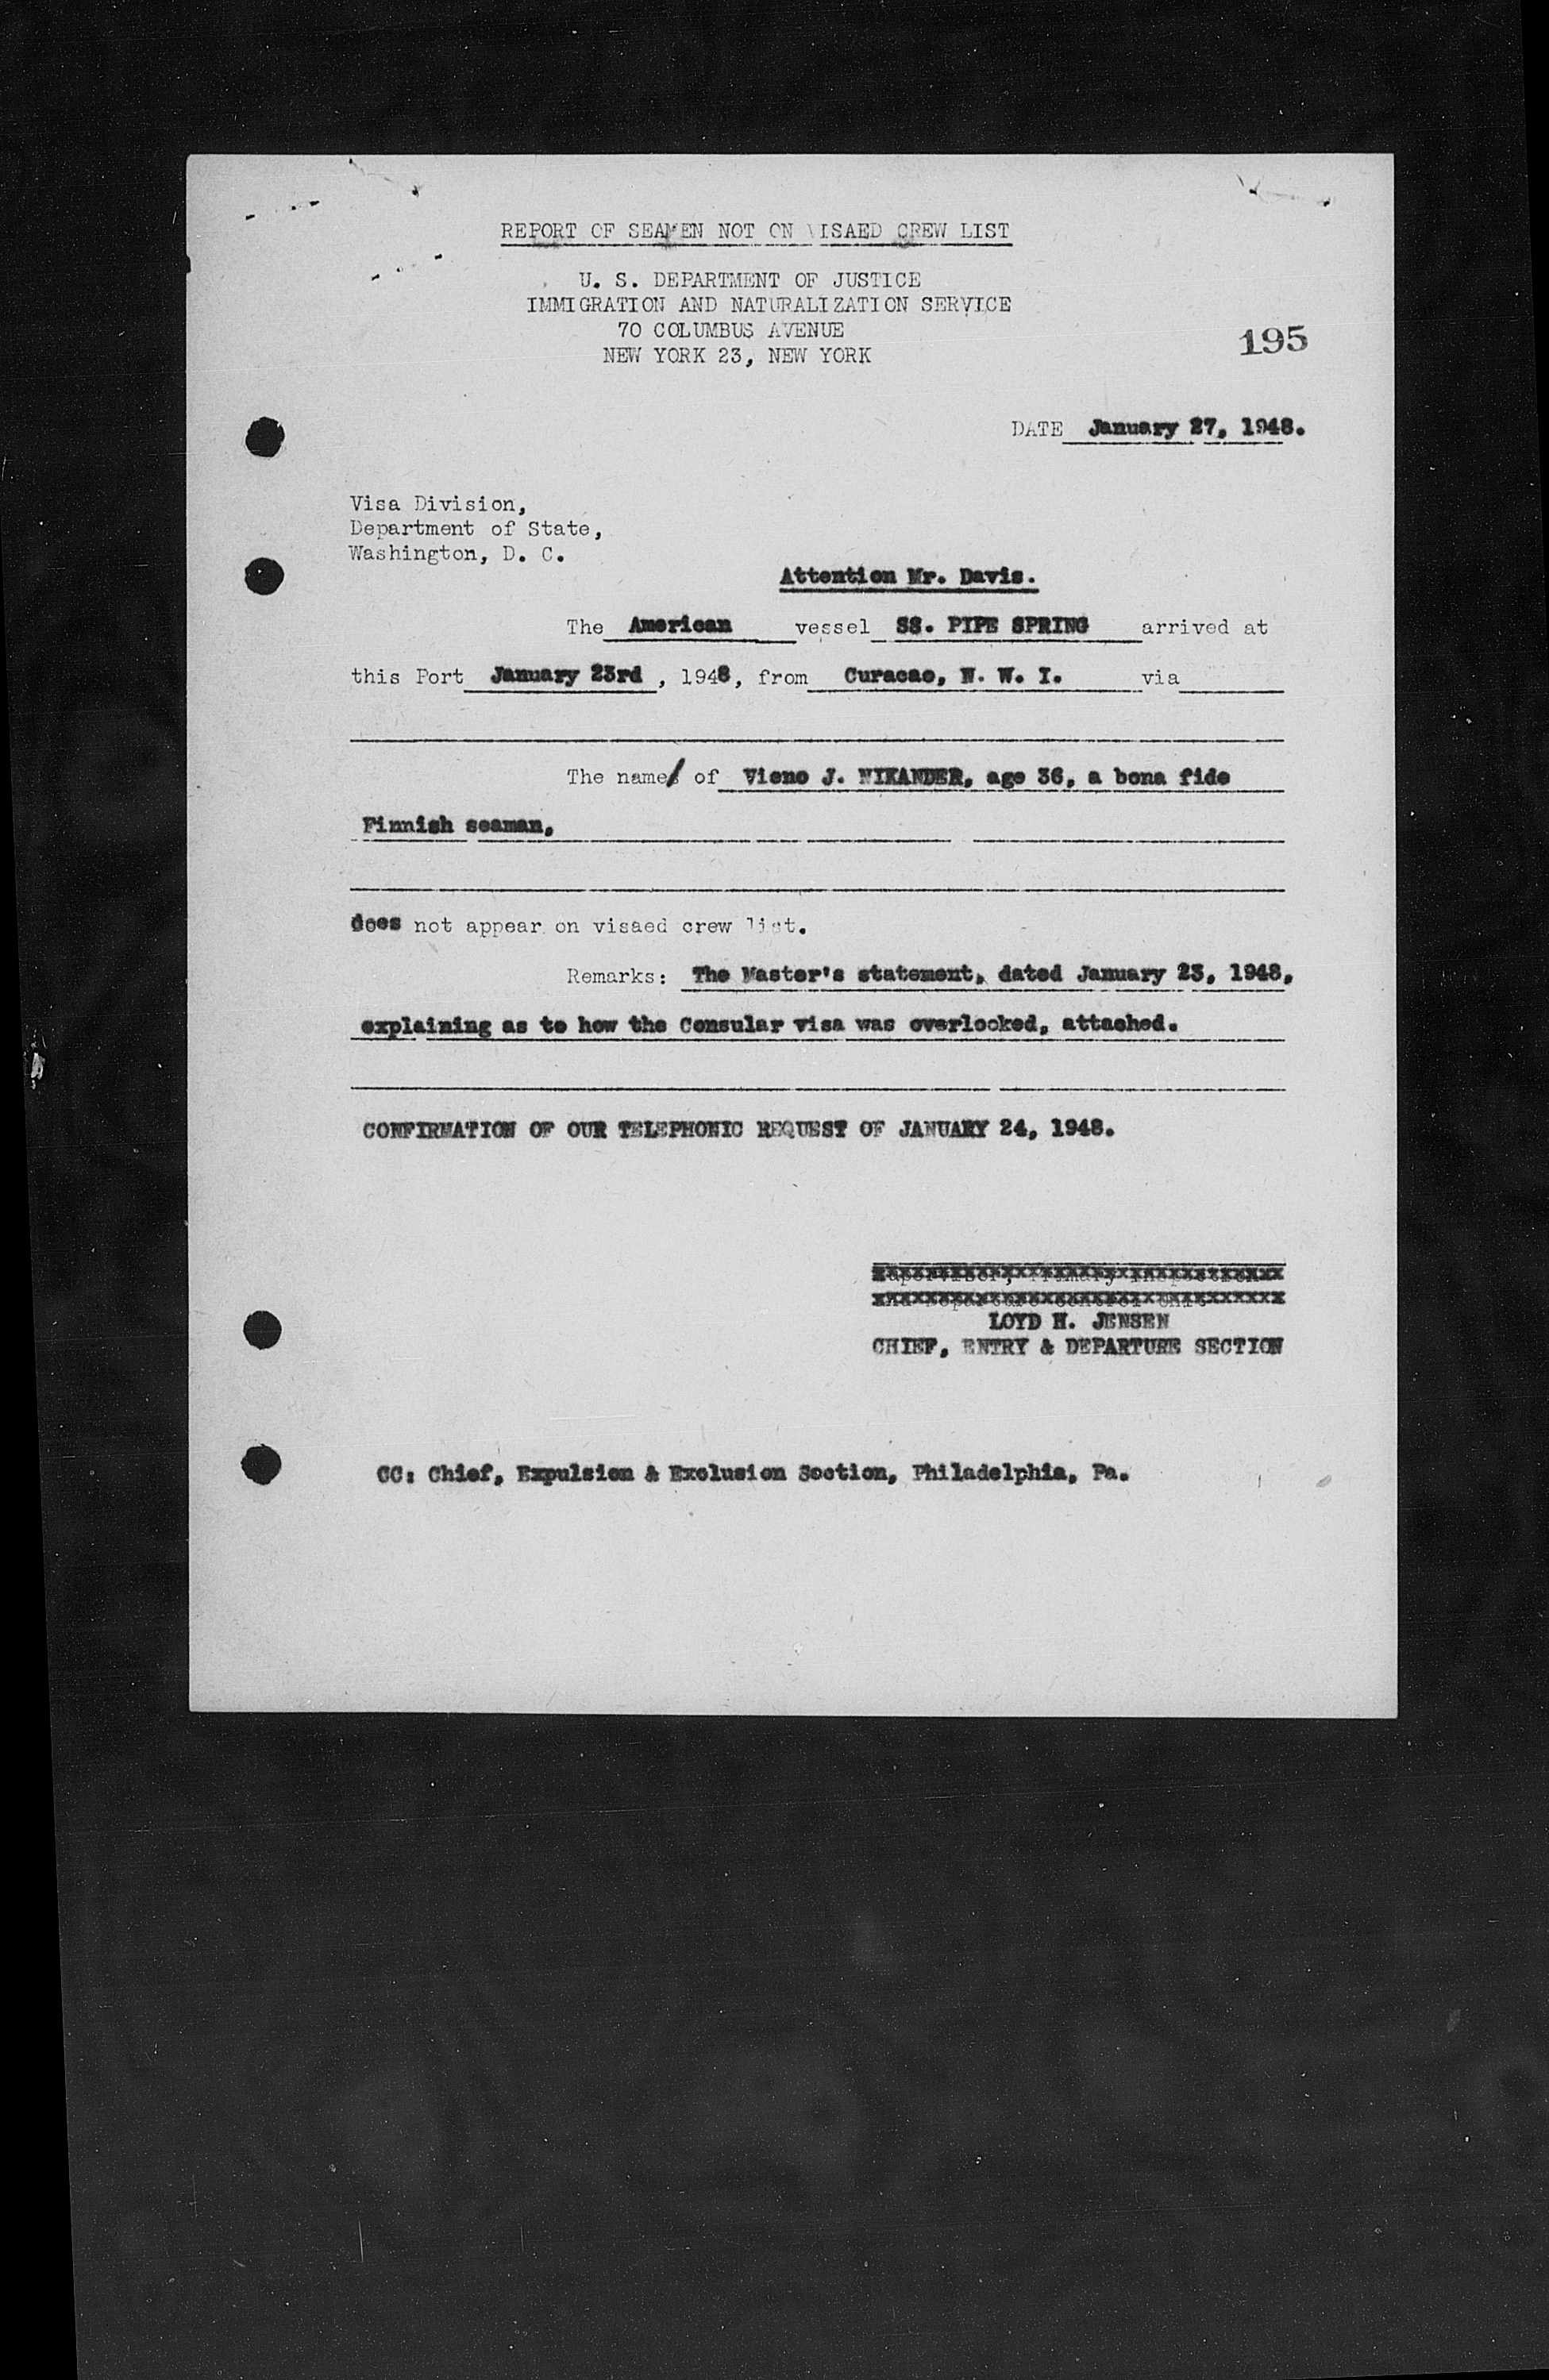 REPORT OF SEAMEN NOT ON VISAED CREW LIST
U. S. DEPARTMENT OF JUSTICE
IMMIGRATION AND NATURALIZATION SERVICE
70 COLUMBUS AVENUE
NEW YORK 23, NEW YORK
195
DATE January 27, 1948.
Visa Division,
Department of State,
Washington, D. C.
Attention Mr. Davis.
The American vessel SS. PIPE SPRING arrived at
this Port January 23rd , 1948, from Curacao, N. W. I. via
The name/ of Vieno J. NIKANDER, age 36, a bona fide
Finnish seaman,
does not appear on visaed crew list.
Remarks: The Master's statement, dated January 23, 1948,
explaining as to how the Consular visa was overlooked, attached.
CONFIRMATION OF OUR TELEPHONIC REQUEST OF JANUARY 24, 1948.
LOYD H. JENSEN
CHIEF, ENTRY & DEPARTURE SECTION
CC: Chief, Expulsion & Exclusion Section, Philadelphia, Pa.